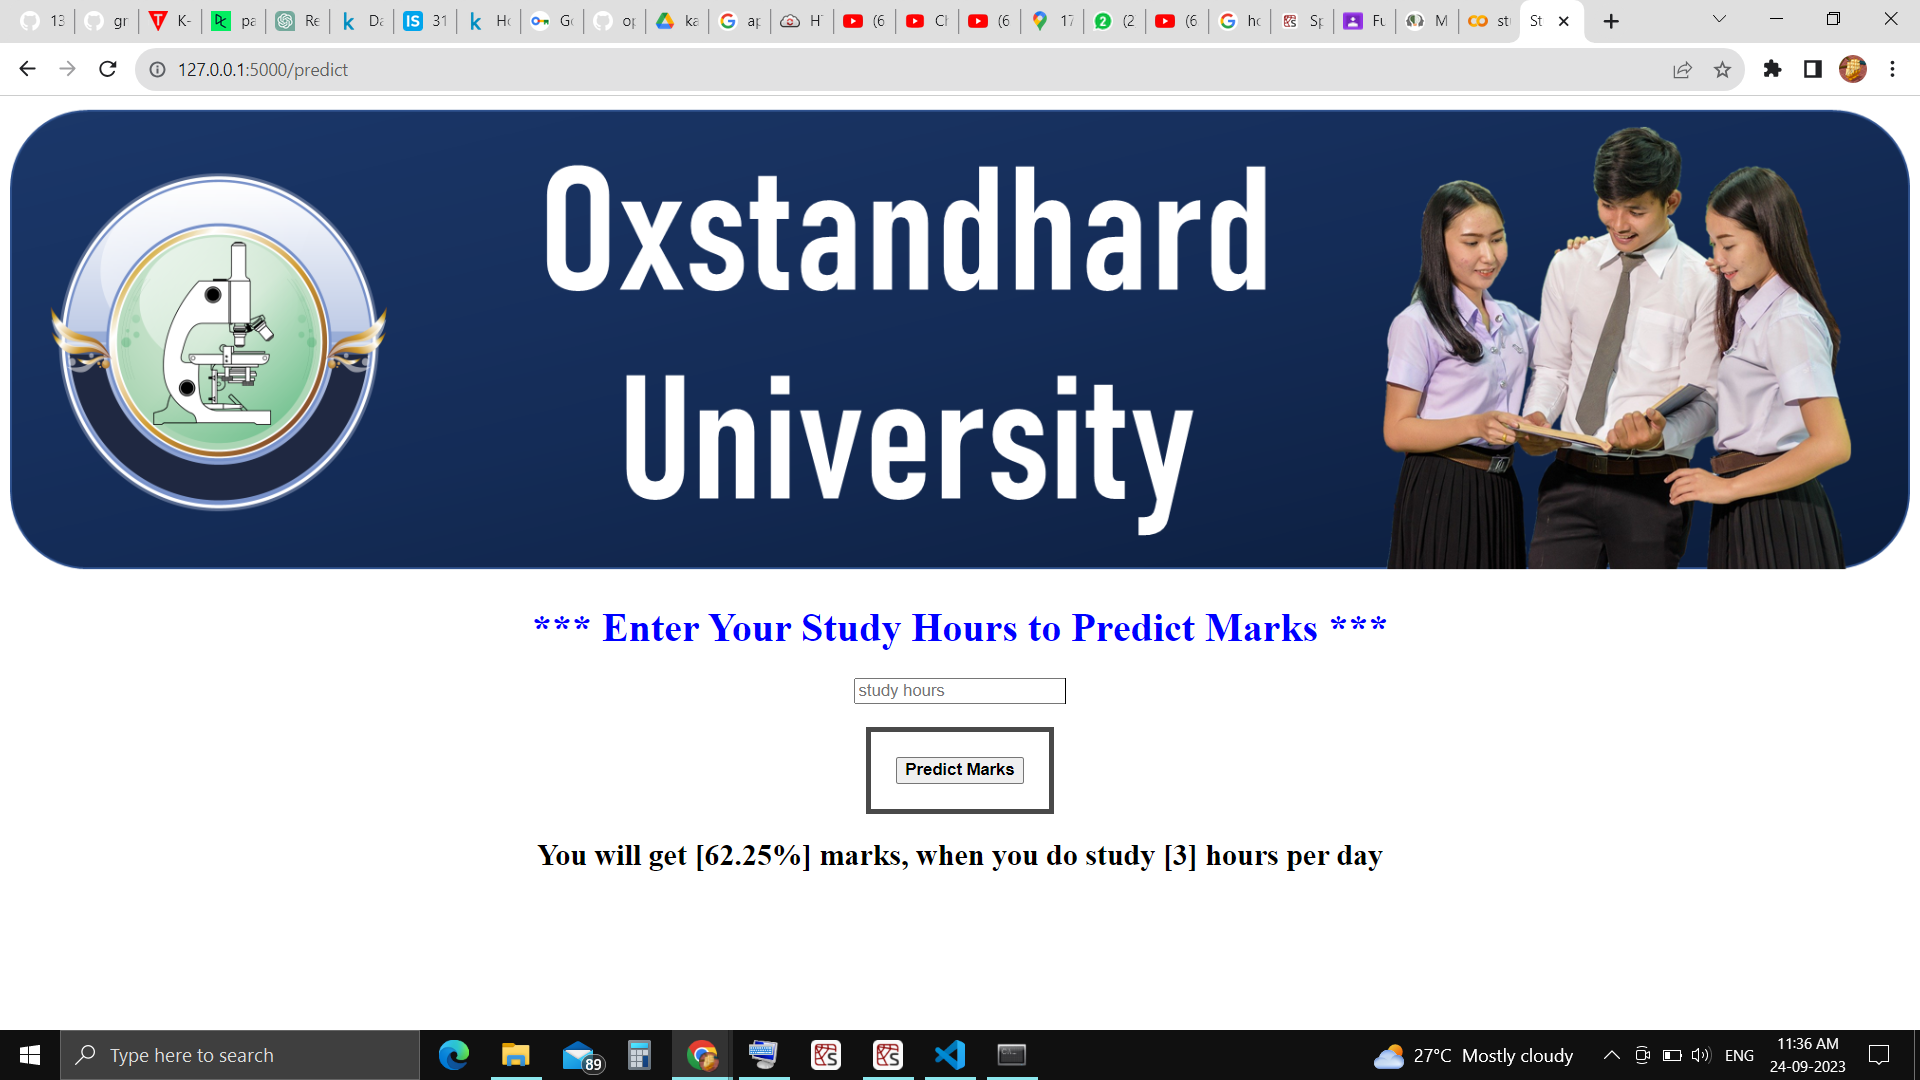 13
gr
K-
pa
Re
Da
31
Ho
Go
op
ka
ap
H
(6
Ch
(6
17
(2
(6
ho
Sp
Fu
M
st
St
127.0.0.1:5000/predict
Oxstandhard
University
*** Enter Your Study Hours to Predict Marks ***
study hours
Predict Marks
You will get [62.25%] marks, when you do study [3] hours per day
Type here to search
89
27°C Mostly cloudy
ENG
11:36 AM
24-09-2023